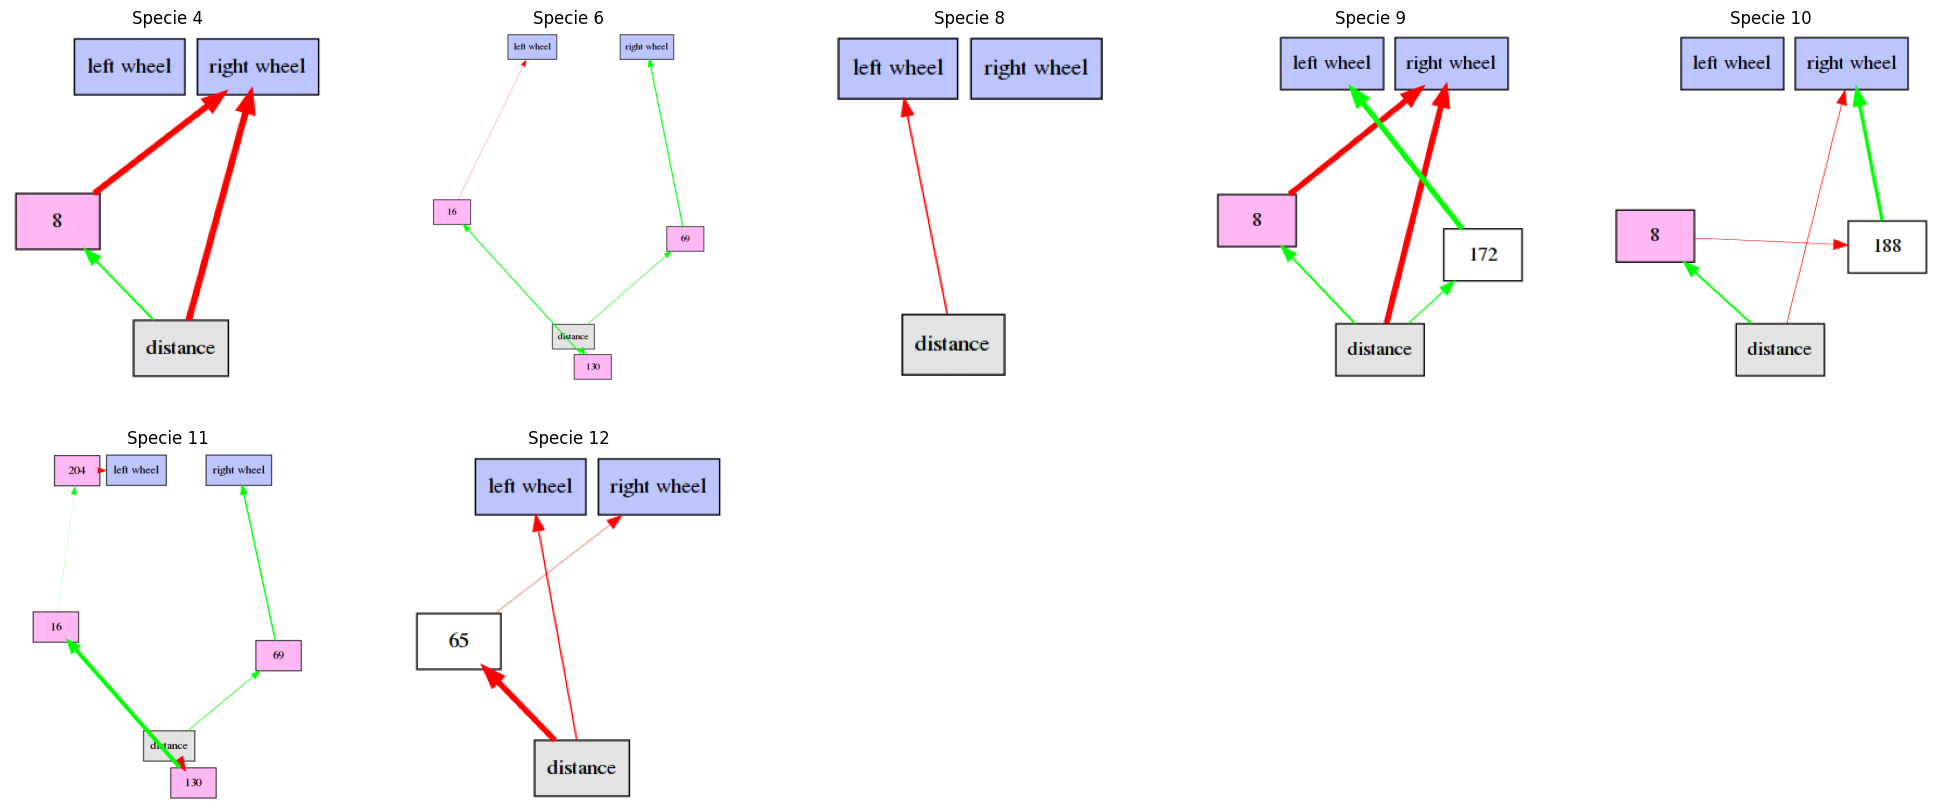 Specie 4
left wheel
right wheel
8
distance
Specie 6
left wheel
right wheel
16
69
distance
130
Specie 8
left wheel
right wheel
distance
Specie 9
left wheel
right wheel
8
172
distance
Specie 10
left wheel
right wheel
8
188
distance
Specie 11
204
left wheel
right wheel
16
69
distance
130
Specie 12
left wheel
right wheel
65
distance